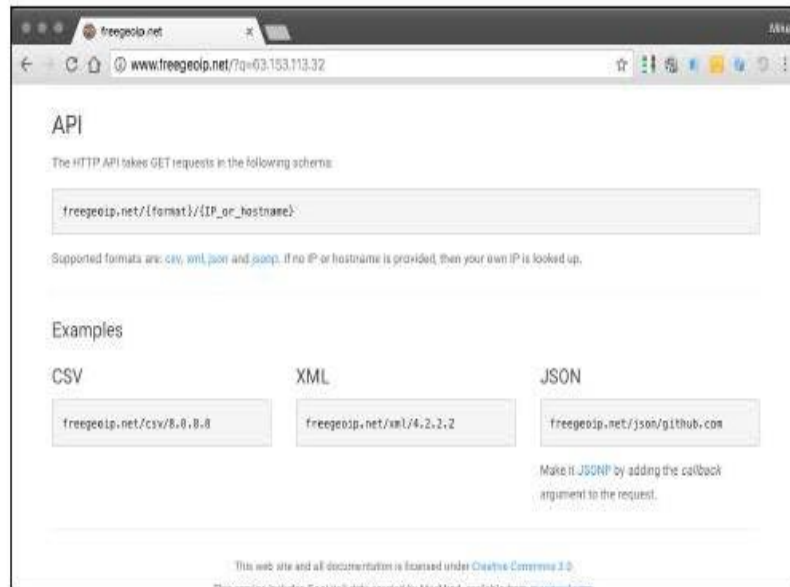 freegeoip.net
Mike
www.freegeoip.net/?q=63.153.113.32
API
The HTTP API takes GET requests in the following schema:
freegeoip.net/{format}/{IP_or_hostname}
Supported formats are: csv, xml, json and jsonp. If no IP or hostname is provided, then your own IP is looked up.
Examples
CSV
XML
JSON
freegeoip.net/csv/8.8.8.8
freegeoip.net/xml/4.2.2.2
freegeoip.net/json/github.com
Make it JSONP by adding the callback
argument to the request.
This web site and all documentation is licensed under Creative Commons 3.0